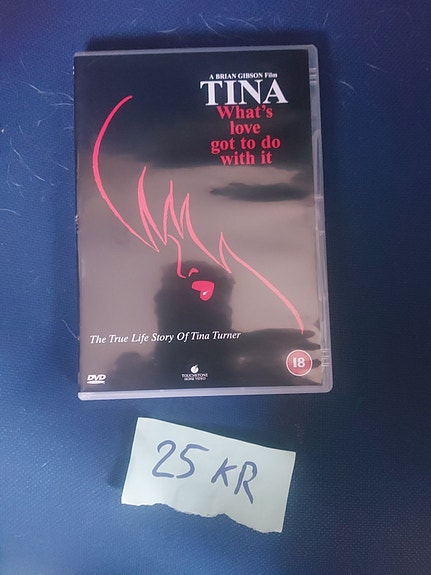 A BRIAN GIBSON Film
TINA
What's
love
got to do
with it
The True Life Story Of Tina Turner
18
DVD
TOUCHSTONE
HOME VIDEO
25 KR